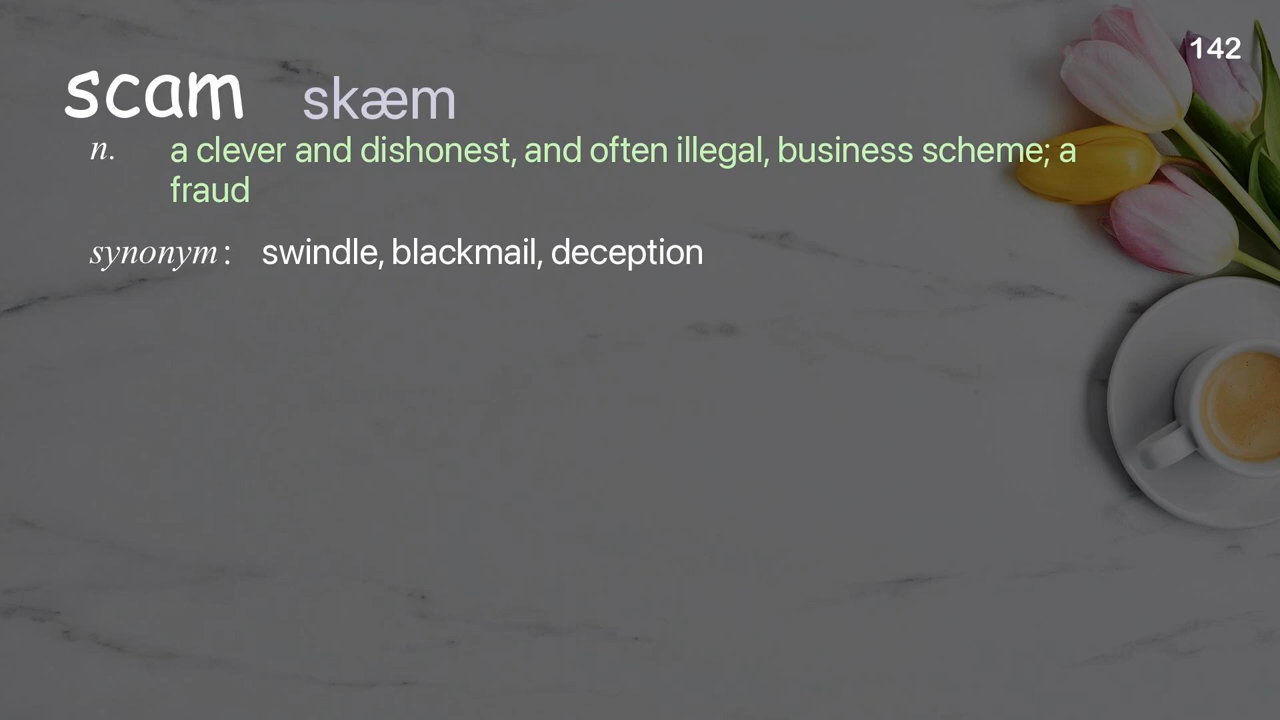 142
scam skæm
n. a clever and dishonest, and often illegal, business scheme; a
fraud
synonym : swindle, blackmail, deception